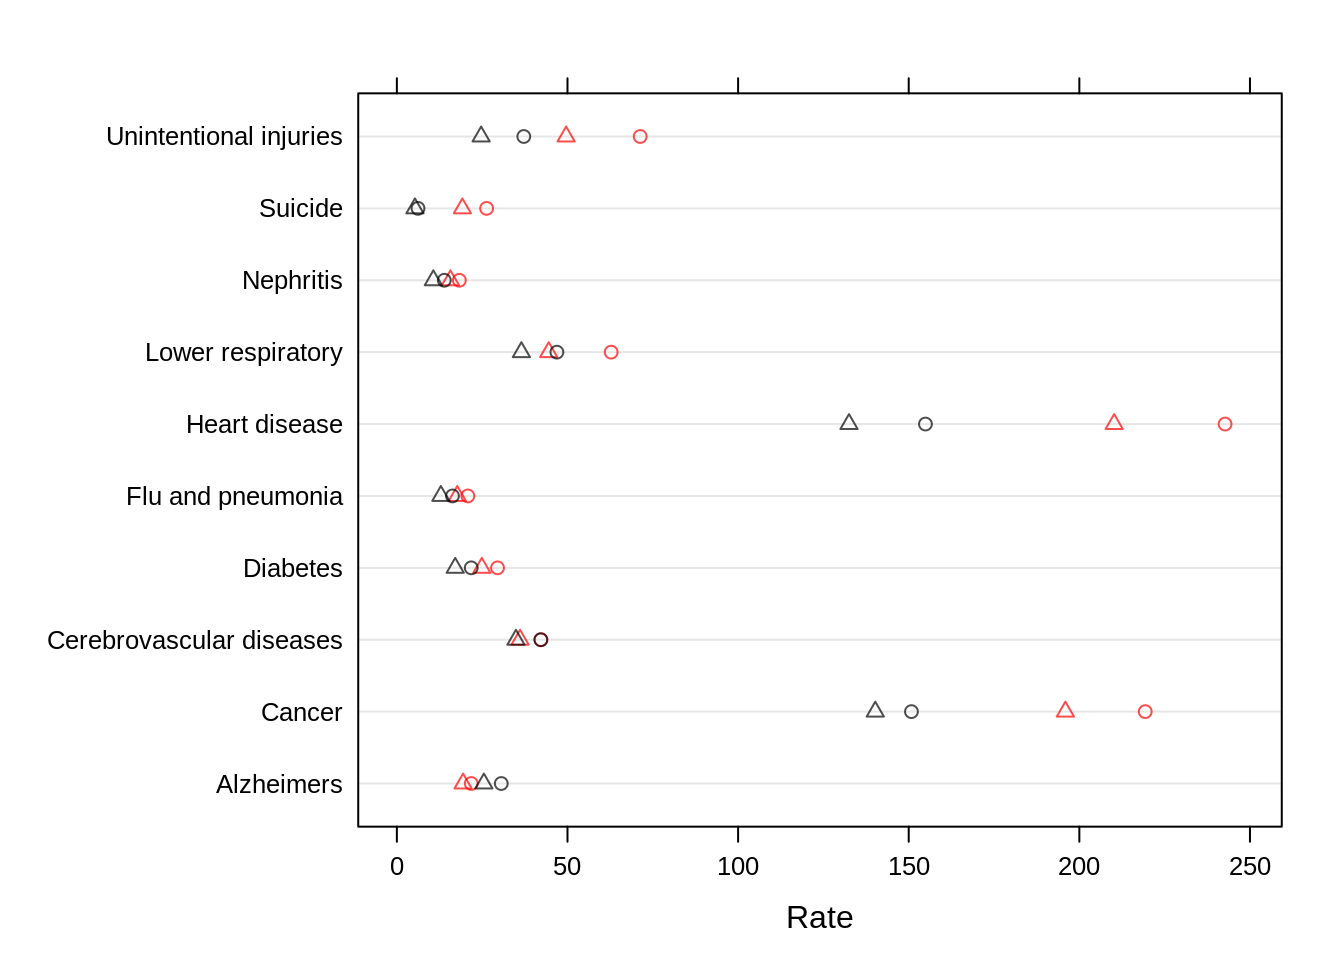 Unintentional injuries
Suicide
Nephritis
Lower respiratory
Heart disease
Flu and pneumonia
Diabetes
Cerebrovascular diseases
Cancer
Alzheimers
0 50 100 150 200 250
Rate